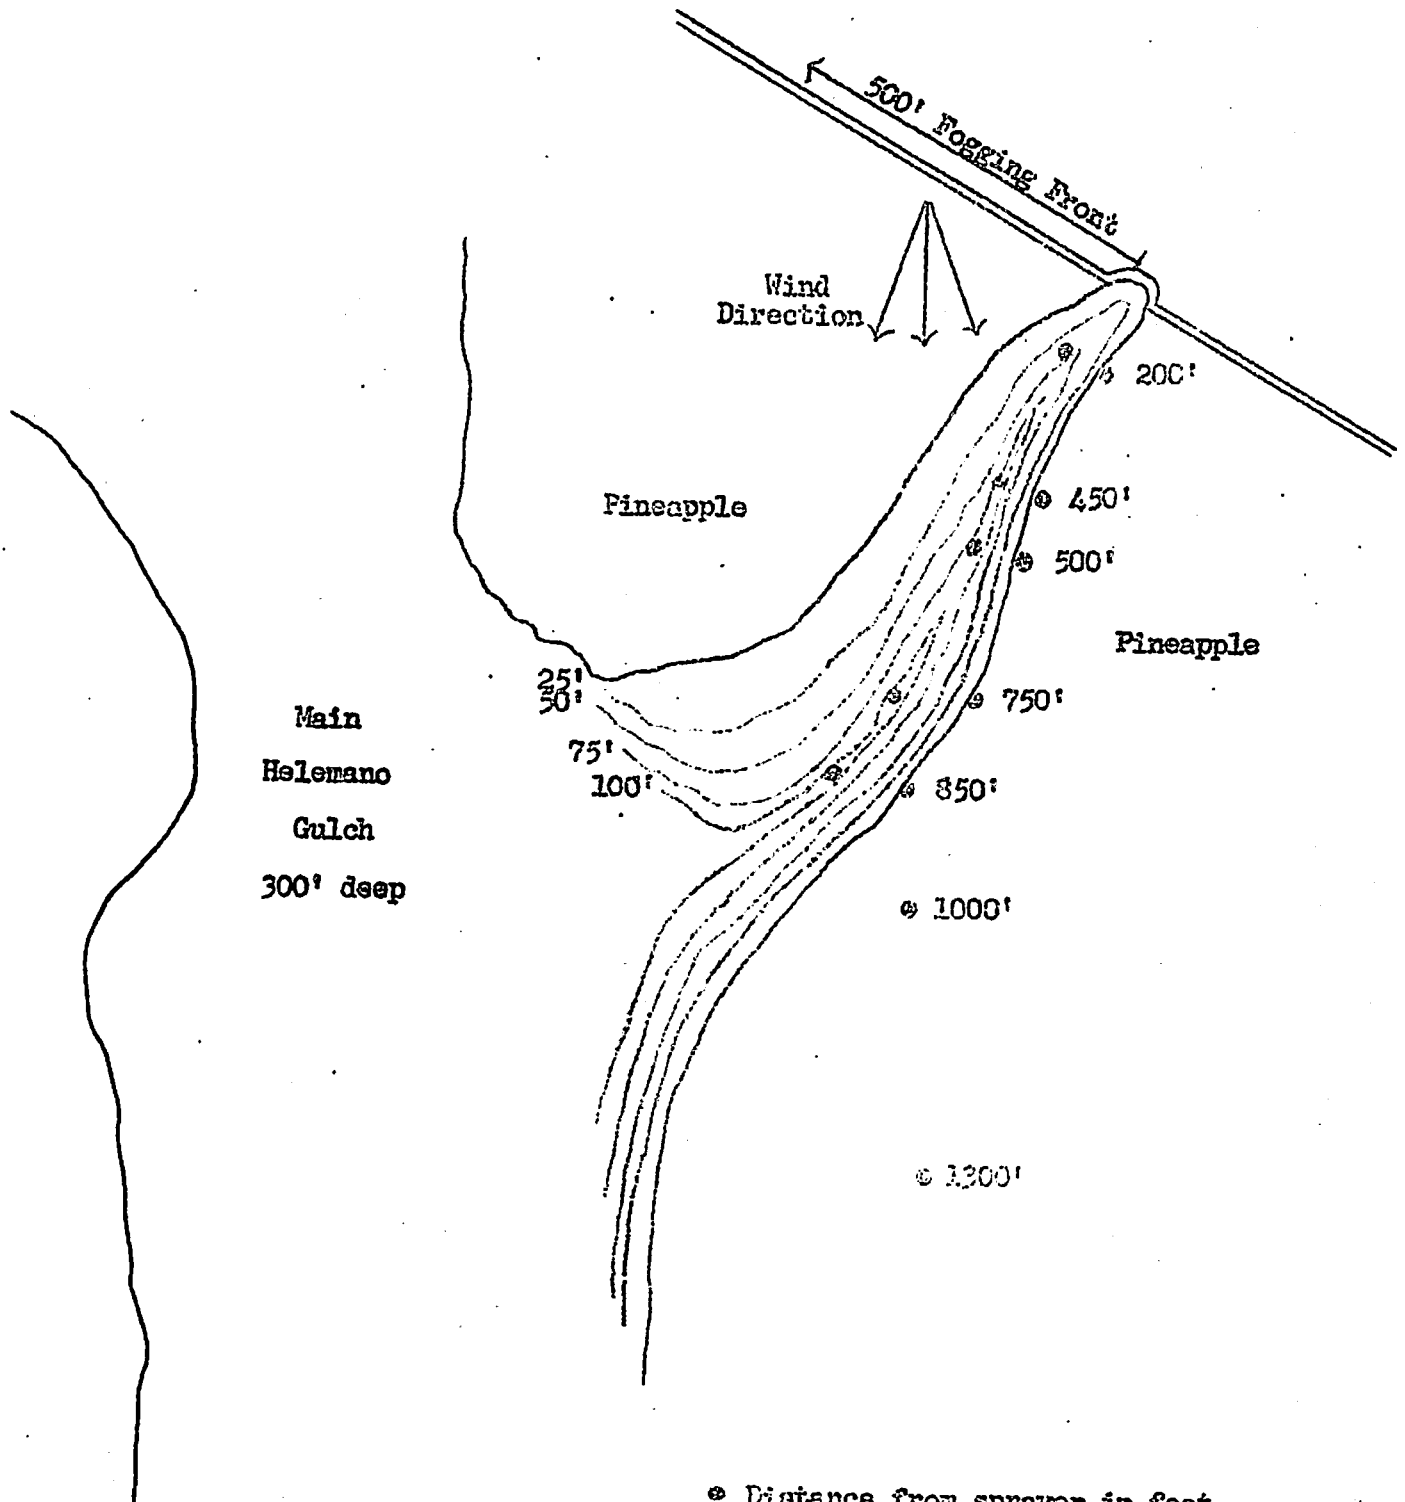 500' Fogging Front
Wind
Direction
200'
Pineapple
450'
500'
Pineapple
25'
50'
750'
Main
75'
Helemano
100'
850'
Gulch
300' deep
1000'
1300'
Distance from sprayer in feet